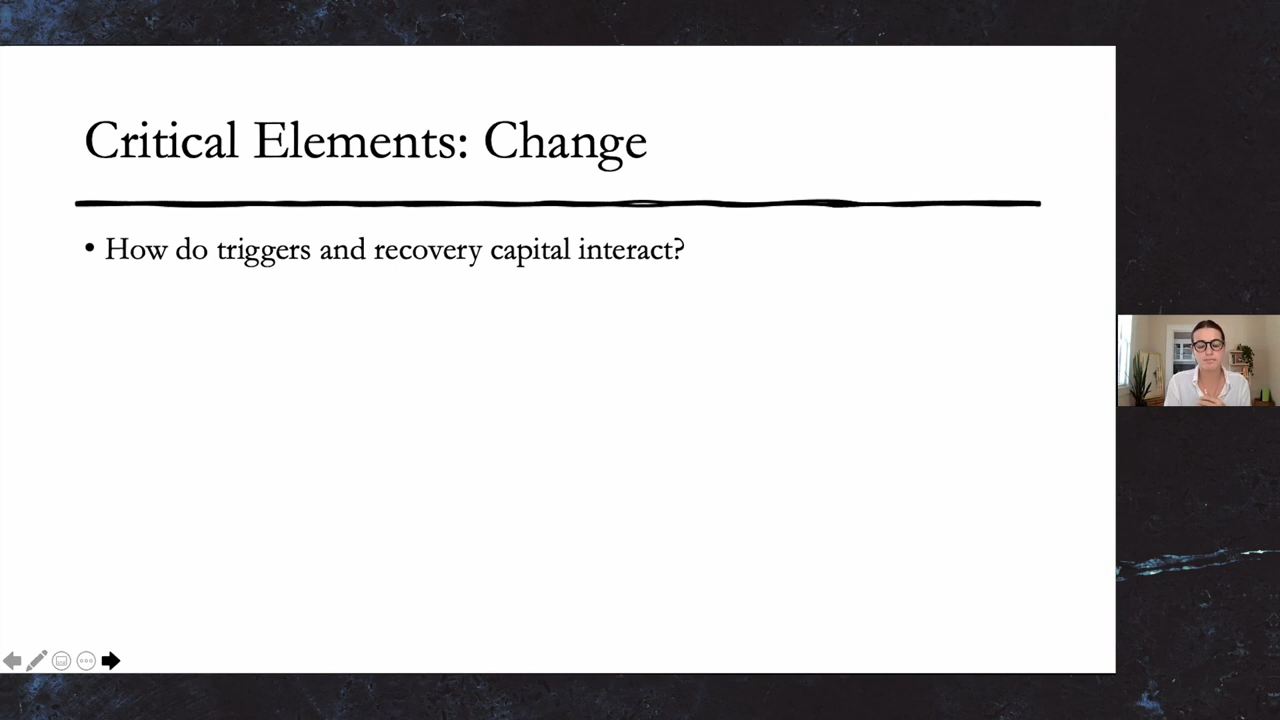 Critical Elements: Change
• How do triggers and recovery capital interact?